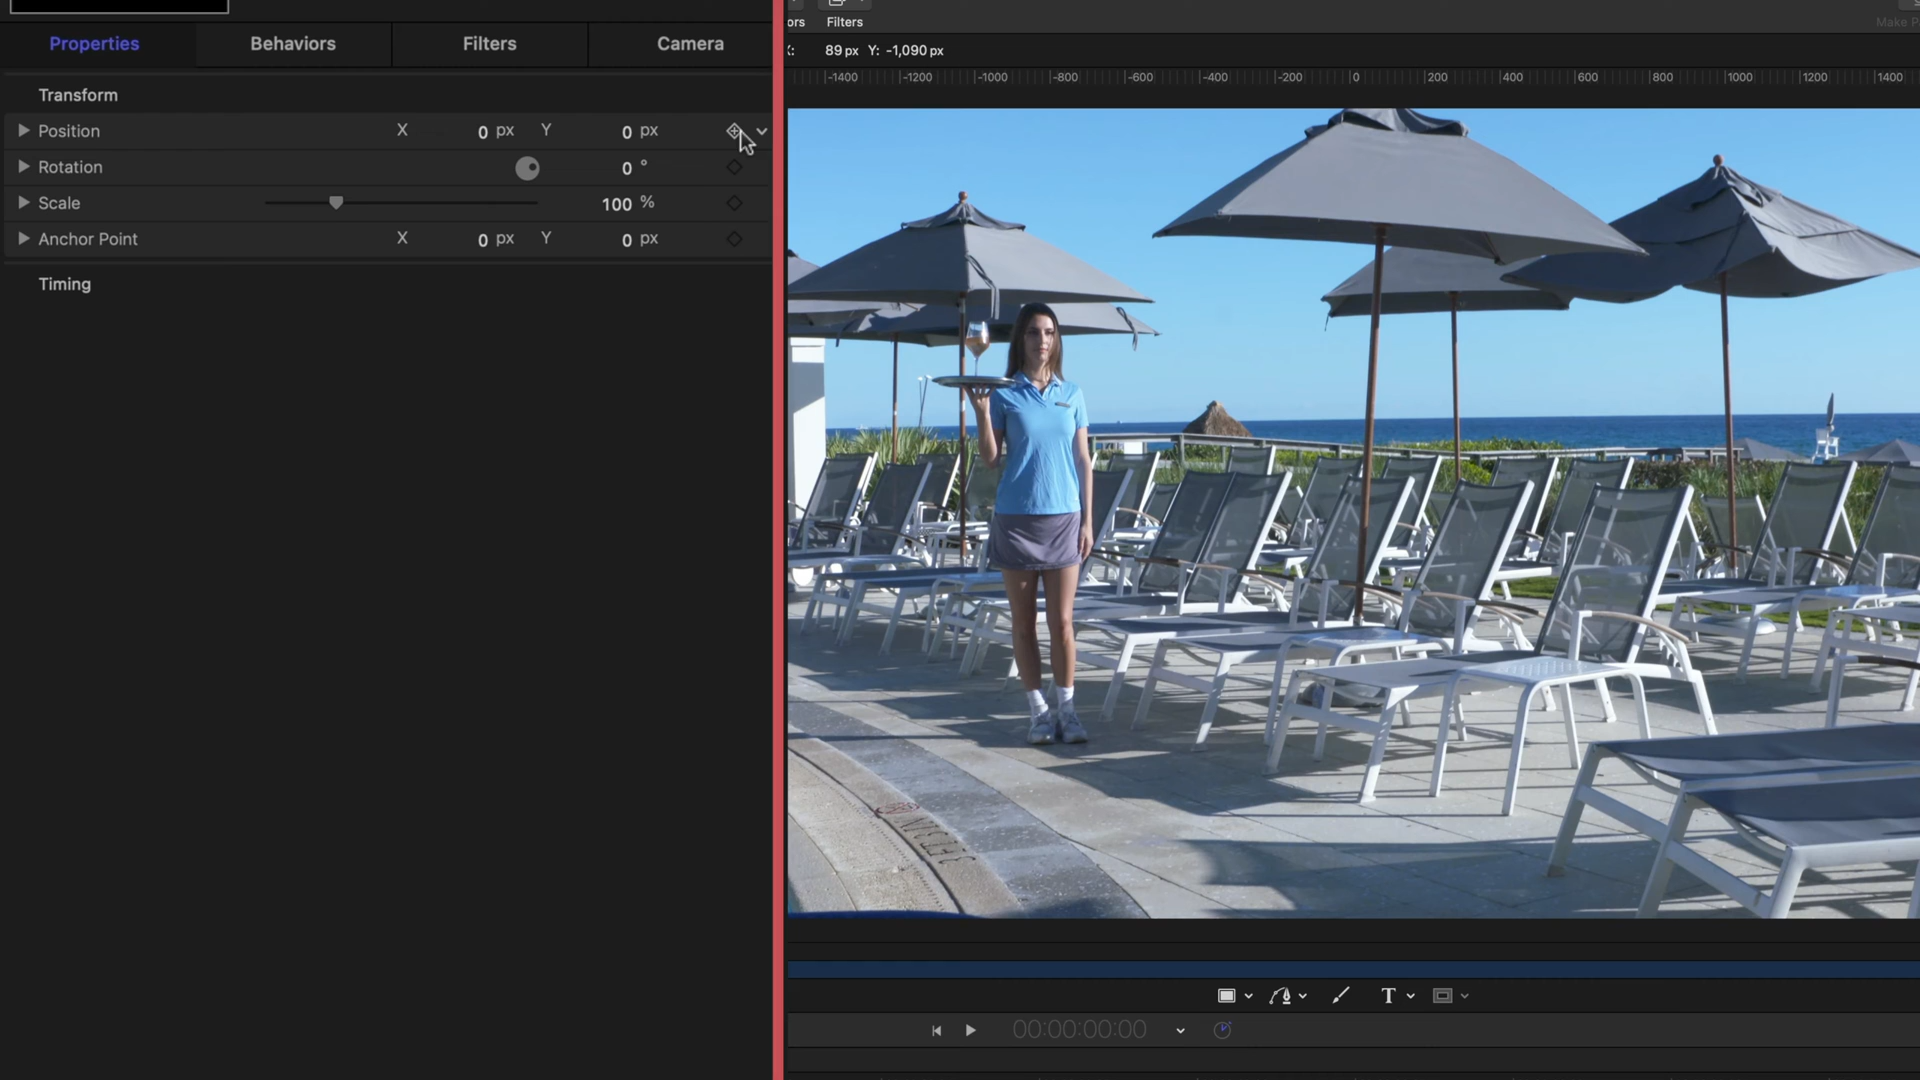 Properties Behaviors Filters Camera
Transform
Position X 0 px Y 0 px
Rotation 0 °
Scale 100 %
Anchor Point X 0 px Y 0 px
Timing
ors Filters
Make P
X: 89 px Y: -1,090 px
-1400 -1200 -1000 -800 -600 -400 -200 0 200 400 600 800 1000 1200 1400
T
00:00:00:00